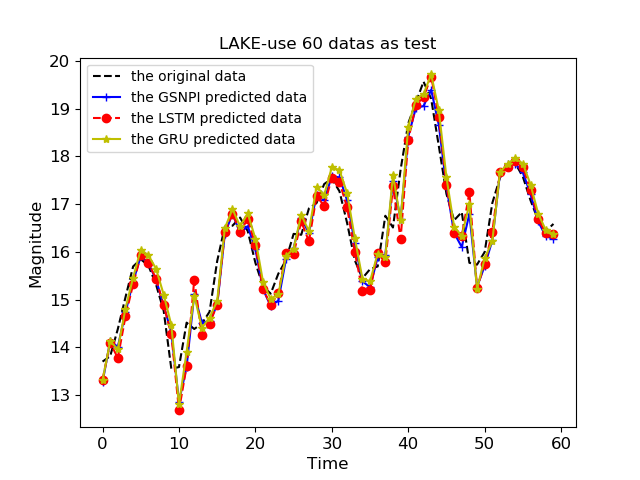 LAKE-use 60 datas as test
the original data
the GSNPI predicted data
the LSTM predicted data
the GRU predicted data
Magnitude
20
19
18
17
16
15
14
13
0 10 20 30 40 50 60
Time